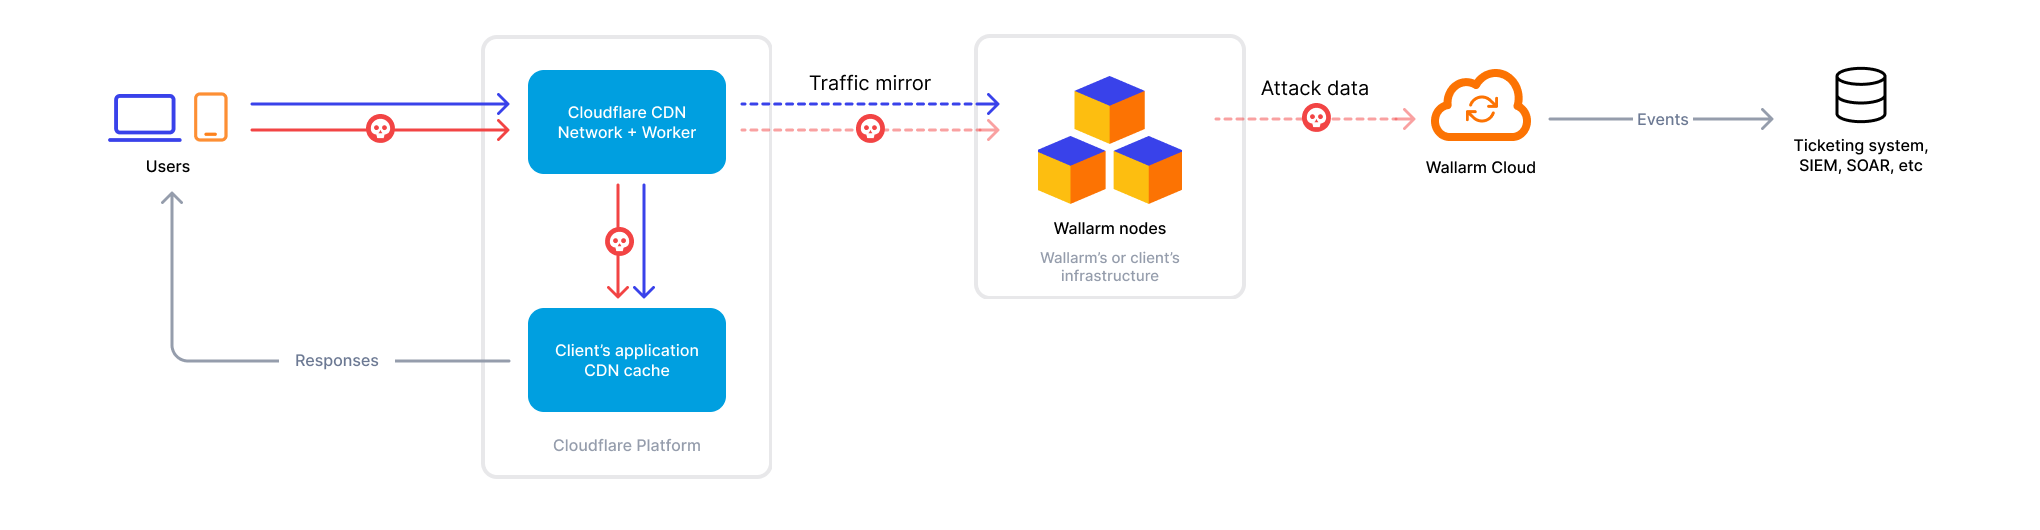 Users
Cloudflare CDN
Network + Worker
Traffic mirror
Wallarm nodes
Wallarm’s or client’s
infrastructure
Attack data
Wallarm Cloud
Events
Ticketing system,
SIEM, SOAR, etc
Responses
Client’s application
CDN cache
Cloudflare Platform